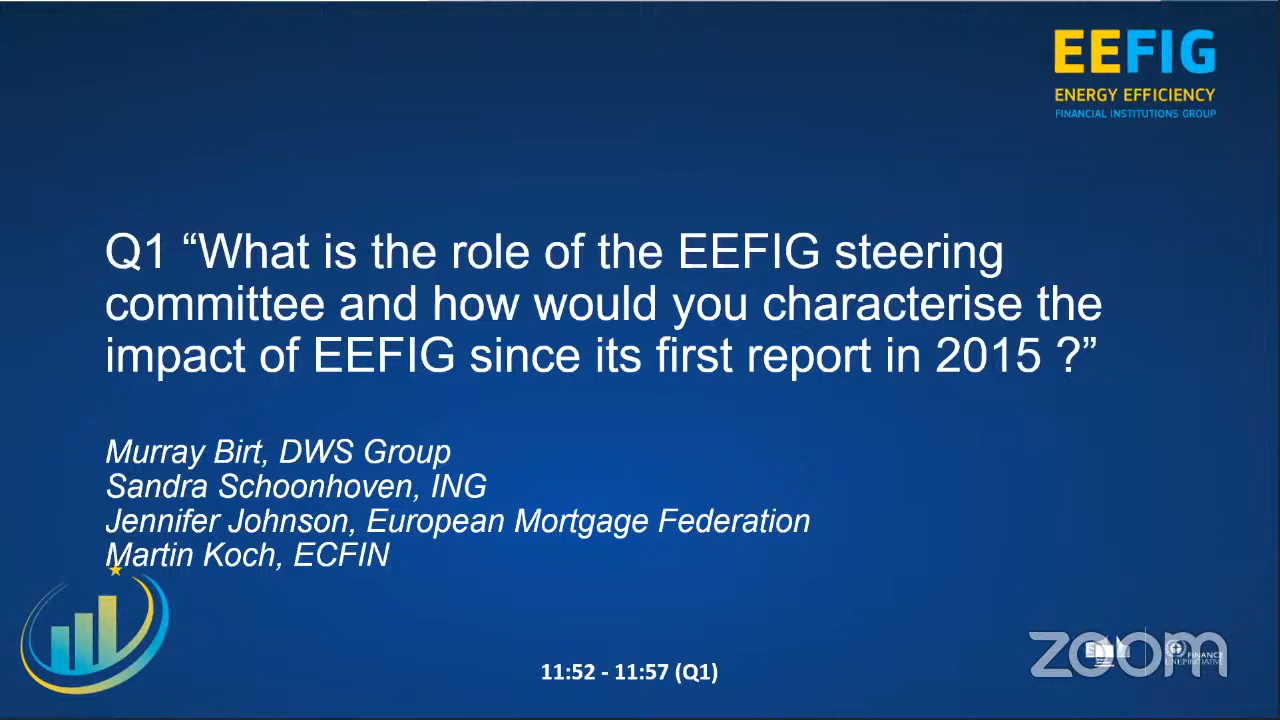 EEFIG
ENERGY EFFICIENCY
FINANCIAL INSTITUTIONS GROUP
Q1 “What is the role of the EEFIG steering
committee and how would you characterise the
impact of EEFIG since its first report in 2015 ?”
Murray Birt, DWS Group
Sandra Schoonhoven, ING
Jennifer Johnson, European Mortgage Federation
Martin Koch, ECFIN
zoom
FINANCE
INITIATIVE
11:52 - 11:57 (Q1)